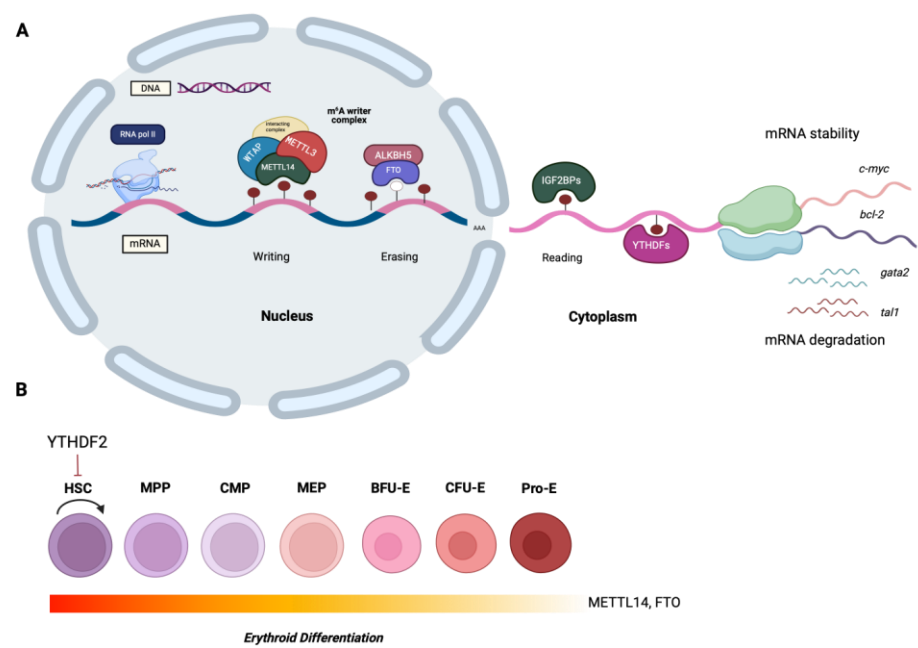 A
DNA
RNA pol II
mRNA
m⁶A writer
complex
Interacting
complex
WTAP
METTL3
METTL14
ALKBH5
FTO
AAA
Writing
Erasing
Nucleus
IGF2BPs
YTHDFs
Reading
Cytoplasm
mRNA stability
c-myc
bcl-2
gata2
tal1
mRNA degradation
B
YTHDF2
HSC MPP CMP MEP BFU-E CFU-E Pro-E
METTL14, FTO
Erythroid Differentiation